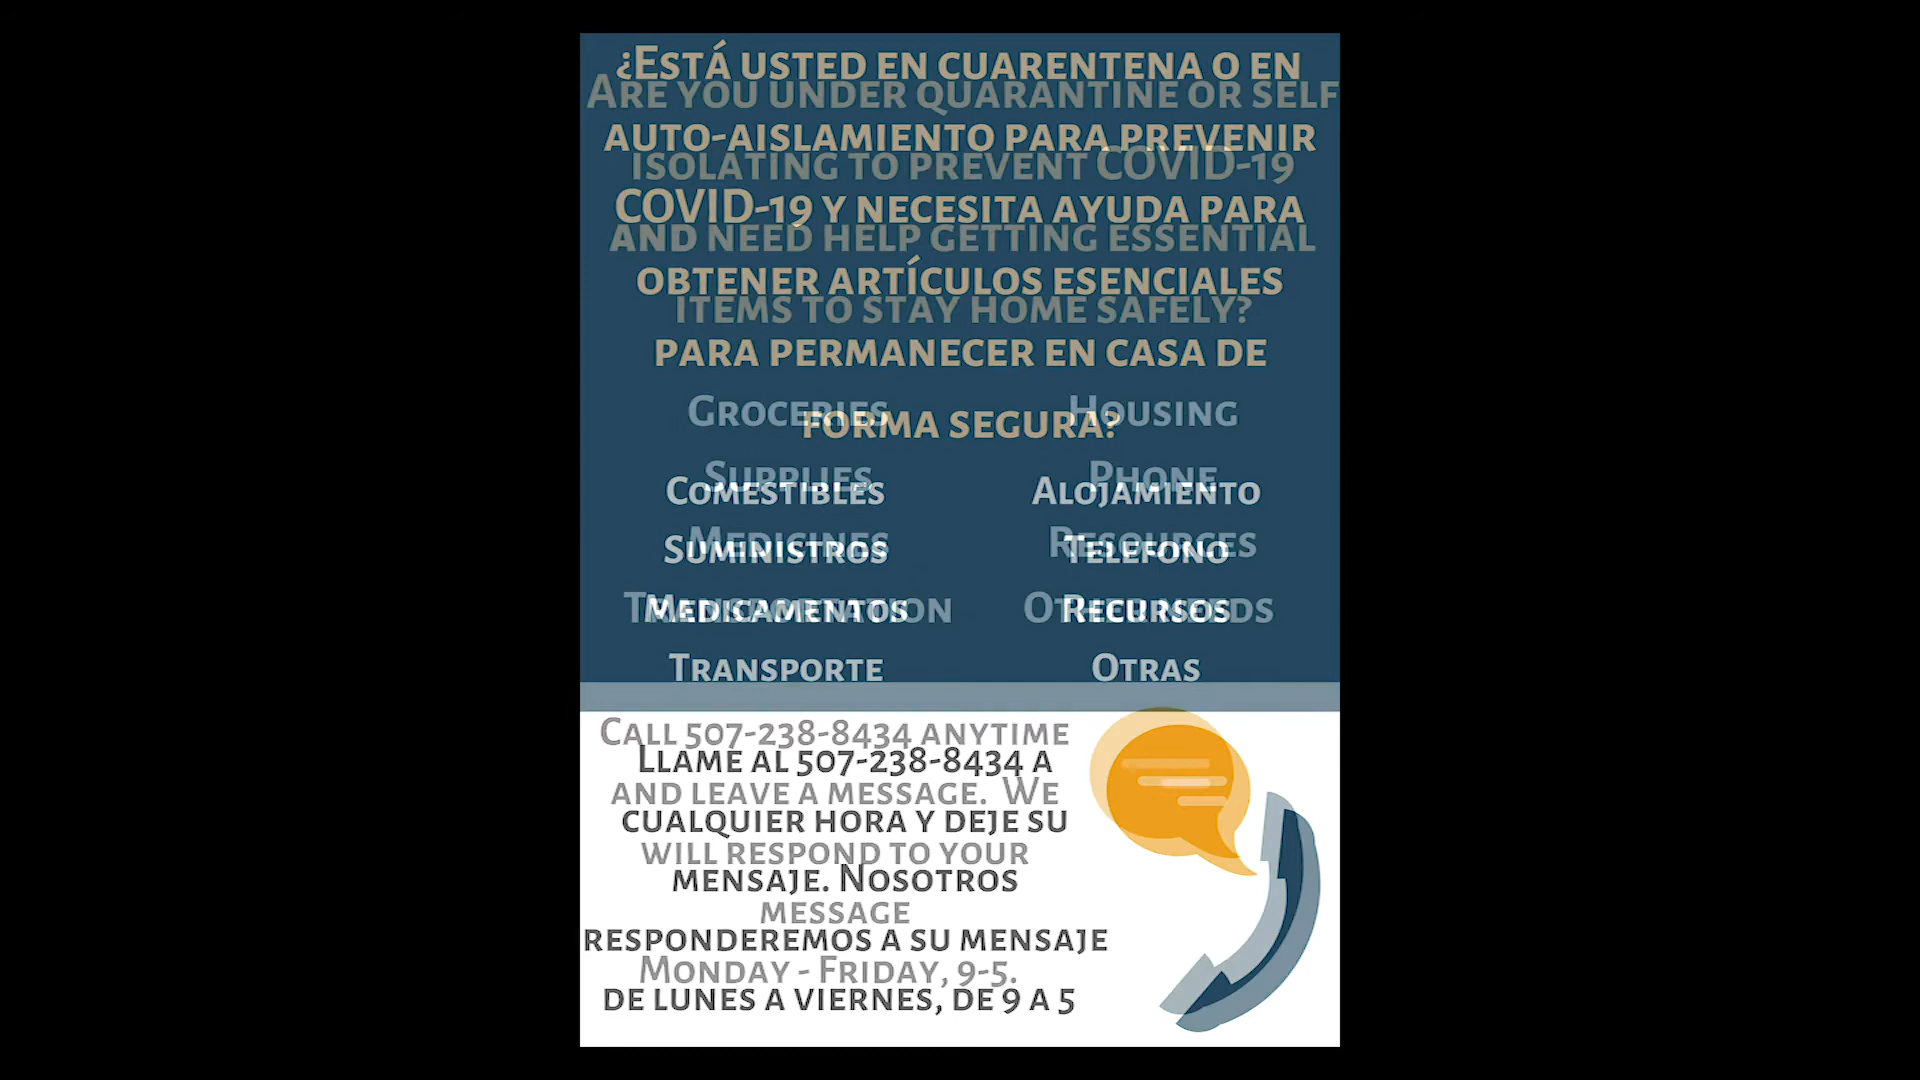 ¿Está usted en cuarentena o en
auto-aislamiento para prevenir
COVID-19 y necesita ayuda para
obtener artículos esenciales
para permanecer en casa de
forma segura?
Comestibles
Suministros
Medicamentos
Transporte
Alojamiento
Telefono
Recursos
Otras
Llame al 507-238-8434 a
cualquier hora y deje su
mensaje. Nosotros
responderemos a su mensaje
de lunes a viernes, de 9 a 5
Are you under quarantine or self
isolating to prevent COVID-19
and need help getting essential
items to stay home safely?
Groceries
Supplies
Medicines
Transportation
Housing
Phone
Resources
Other needs
Call 507-238-8434 anytime
and leave a message. We
will respond to your
message
Monday - Friday, 9-5.